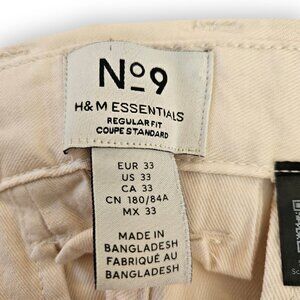 Nº9
H&M ESSENTIALS
REGULAR FIT
COUPE STANDARD
EUR 33
US 33
CA 33
CN 180/84A
MX 33
MADE IN
BANGLADESH
FABRIQUÉ AU
BANGLADESH